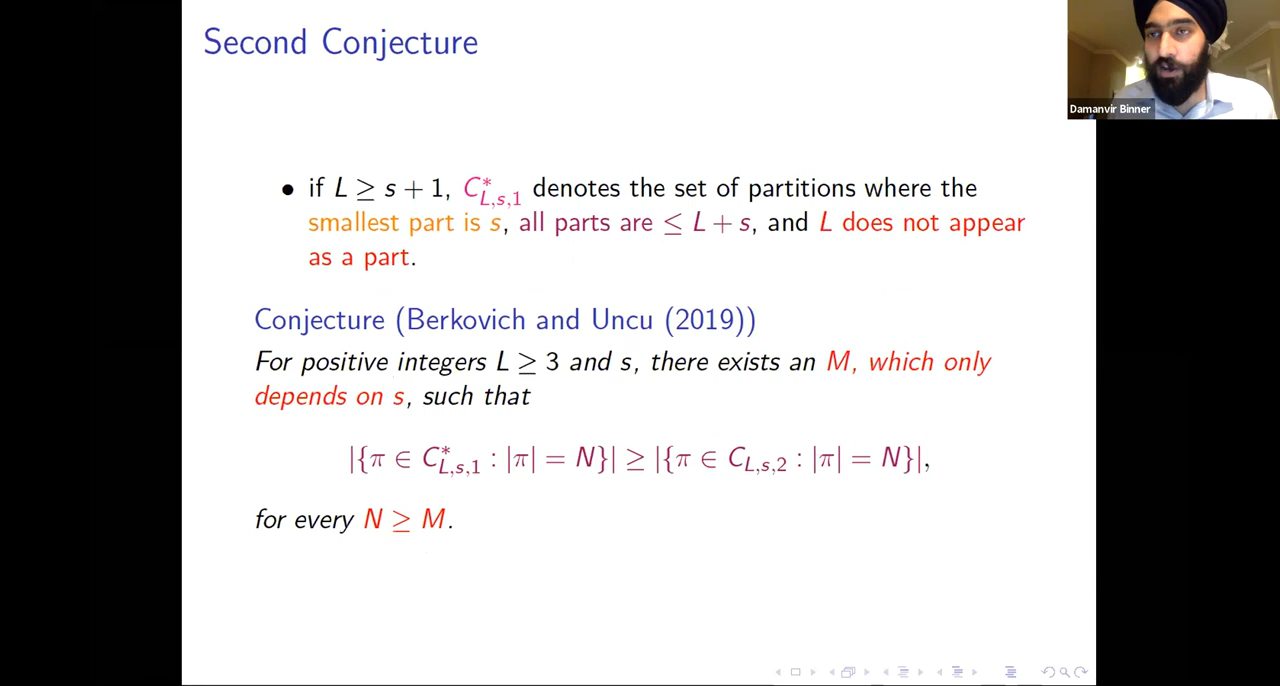 Second Conjecture
Damanvir Binner
● if L ≥ s + 1, C*_{L,s,1} denotes the set of partitions where the
smallest part is s, all parts are ≤ L + s, and L does not appear
as a part.
Conjecture (Berkovich and Uncu (2019))
For positive integers L ≥ 3 and s, there exists an M, which only
depends on s, such that
|{π ∈ C*_{L,s,1} : |π| = N}| ≥ |{π ∈ C_{L,s,2} : |π| = N}|,
for every N ≥ M.